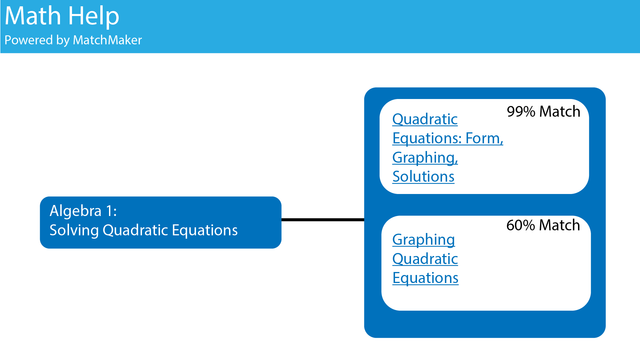 Math Help
Powered by MatchMaker
Algebra 1:
Solving Quadratic Equations
99% Match
Quadratic
Equations: Form,
Graphing,
Solutions
60% Match
Graphing
Quadratic
Equations